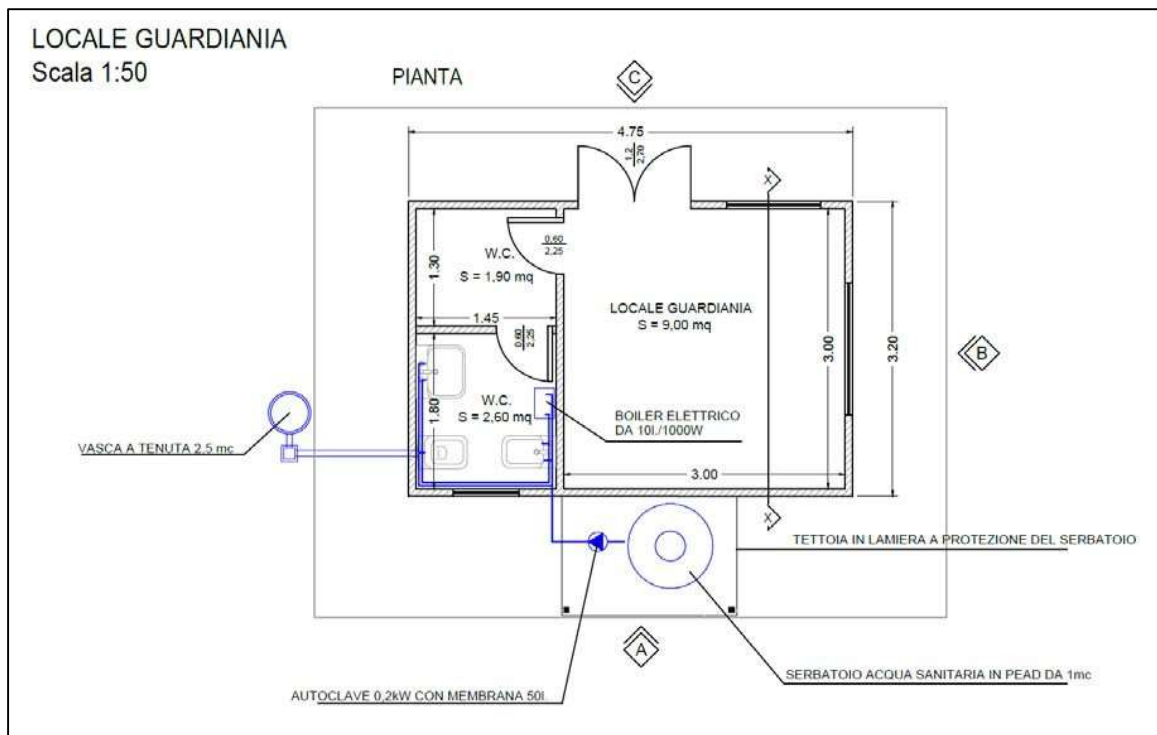 LOCALE GUARDIANIA
Scala 1:50
PIANTA
C
4.75
1.2
2,70
X
0.60
2,25
W.C.
S = 1,90 mq
1.30
1.45
LOCALE GUARDIANIA
S = 9,00 mq
3.00
3.20
B
0.60
2,25
W.C.
S = 2,60 mq
1.80
BOILER ELETTRICO
DA 10l./1000W
VASCA A TENUTA 2.5 mc
3.00
X
TETTOIA IN LAMIERA A PROTEZIONE DEL SERBATOIO
A
SERBATOIO ACQUA SANITARIA IN PEAD DA 1mc
AUTOCLAVE 0,2kW CON MEMBRANA 50l.